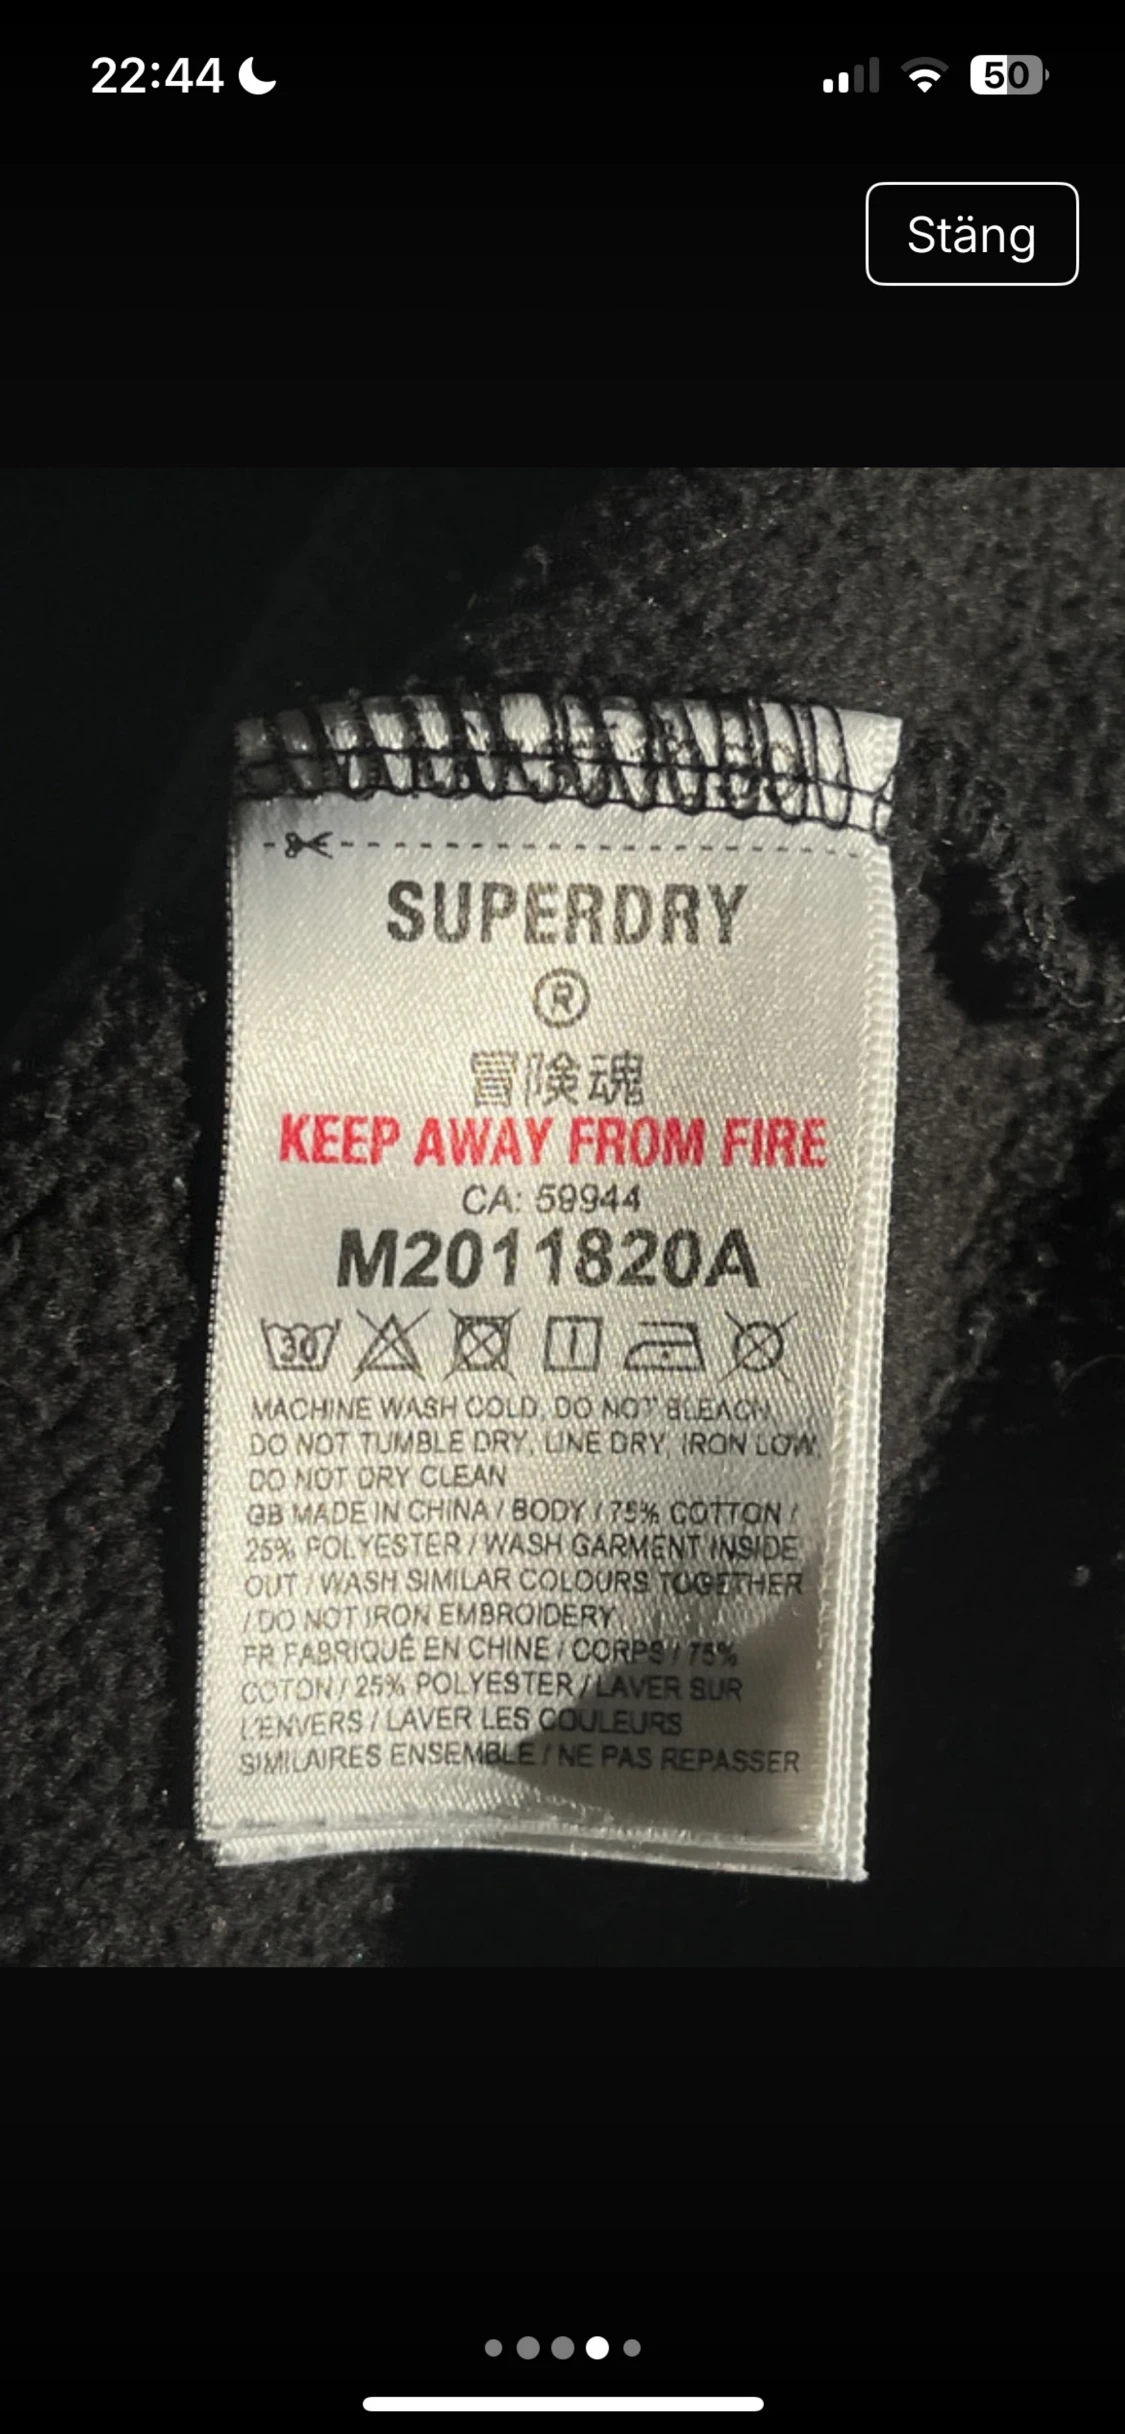 22:44
50
Stäng
SUPERDRY
®
冒険魂
KEEP AWAY FROM FIRE
CA: 59944
M2011820A
30
MACHINE WASH COLD, DO NOT BLEACH,
DO NOT TUMBLE DRY, LINE DRY, IRON LOW,
DO NOT DRY CLEAN
GB MADE IN CHINA / BODY / 75% COTTON /
25% POLYESTER / WASH GARMENT INSIDE
OUT / WASH SIMILAR COLOURS TOGETHER
/ DO NOT IRON EMBROIDERY
FR FABRIQUÉ EN CHINE / CORPS / 75%
COTON / 25% POLYESTER / LAVER SUR
L'ENVERS / LAVER LES COULEURS
SIMILAIRES ENSEMBLE / NE PAS REPASSER